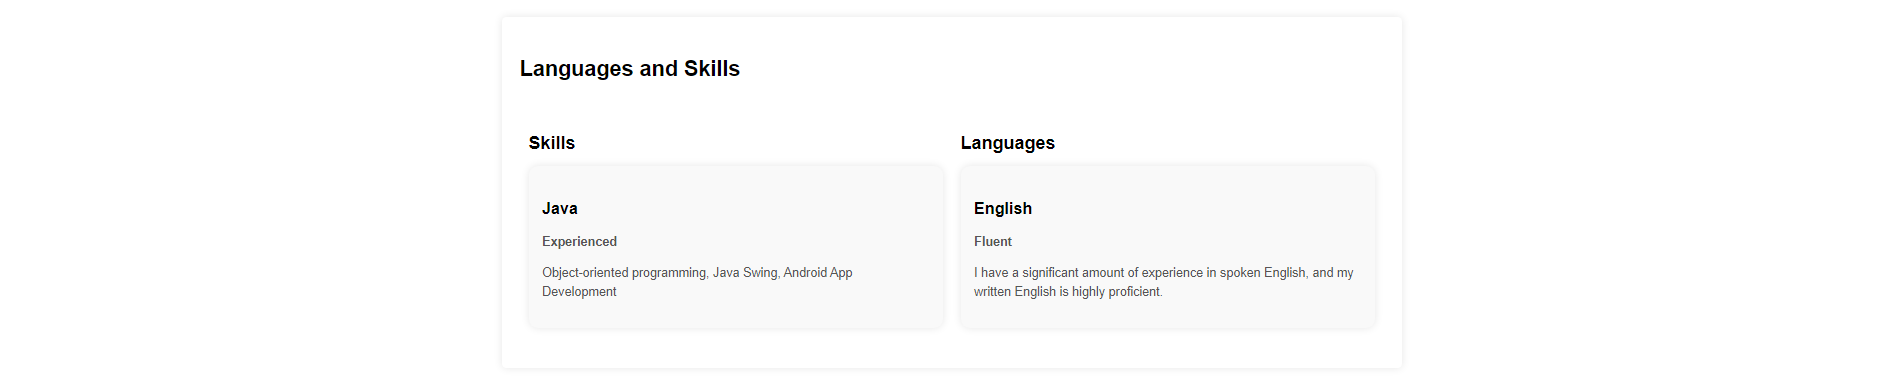 Languages and Skills
Skills
Java
Experienced
Object-oriented programming, Java Swing, Android App
Development
Languages
English
Fluent
I have a significant amount of experience in spoken English, and my
written English is highly proficient.